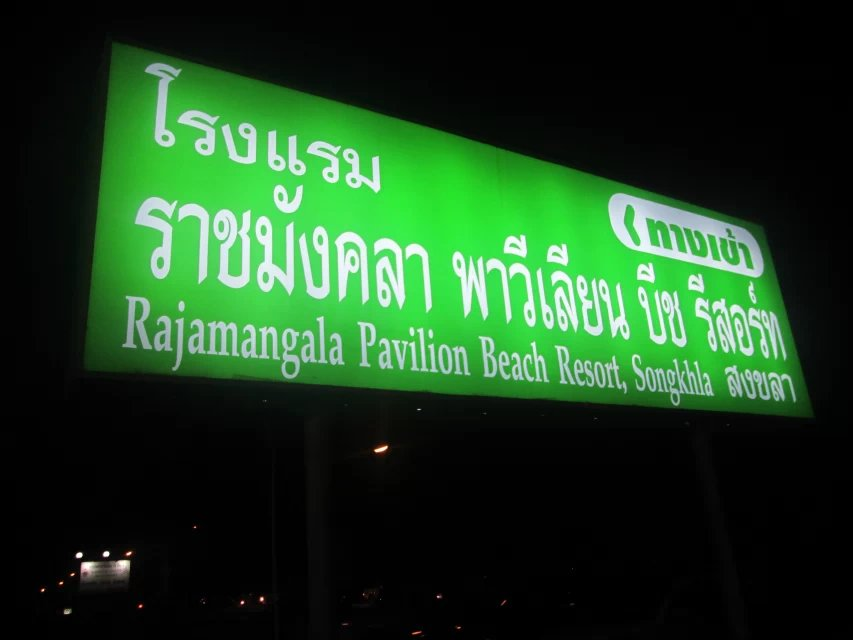 โรงแรม
ราชมังคลา พาวีเลียน บีช รีสอร์ท
Rajamangala Pavilion Beach Resort, Songkhla สงขลา
ทางเข้า